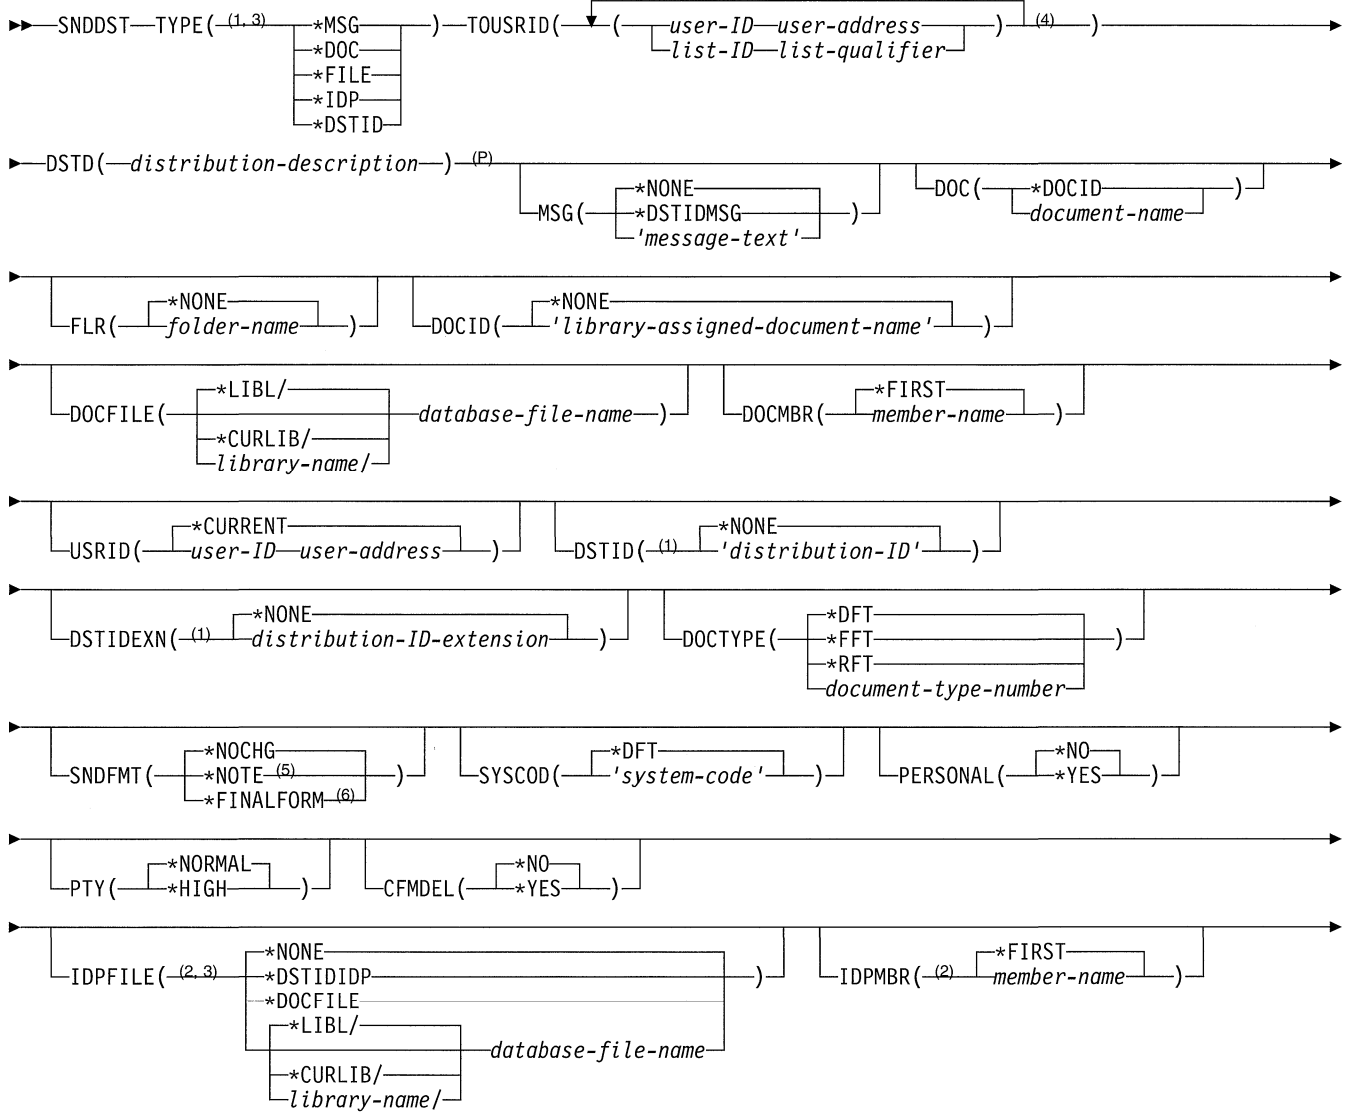 SNDDST TYPE( (1, 3) *MSG ) TOUSRID( ( user-ID user-address ) (4) )
*DOC list-ID list-qualifier
*FILE
*IDP
*DSTID
DSTD( distribution-description ) (P)
MSG( *NONE ) DOC( *DOCID )
*DSTIDMSG document-name
'message-text'
FLR( *NONE ) DOCID( *NONE )
folder-name 'library-assigned-document-name'
DOCFILE( *LIBL/ database-file-name ) DOCMBR( *FIRST )
*CURLIB/ member-name
library-name/
USRID( *CURRENT ) DSTID( (1) *NONE )
user-ID user-address 'distribution-ID'
DSTIDEXN( (1) *NONE ) DOCTYPE( *DFT )
distribution-ID-extension *FFT
*RFT
document-type-number
SNDFMT( *NOCHG ) SYSCOD( *DFT ) PERSONAL( *NO )
*NOTE (5) 'system-code' *YES
*FINALFORM (6)
PTY( *NORMAL ) CFMDEL( *NO )
*HIGH *YES
IDPFILE( (2, 3) *NONE ) IDPMBR( (2) *FIRST )
*DSTIDIDP member-name
*DOCFILE
*LIBL/ database-file-name
*CURLIB/
library-name/